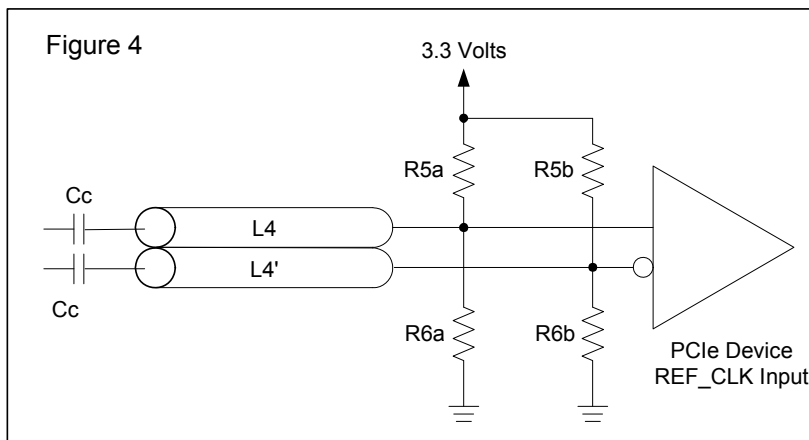 Figure 4
3.3 Volts
R5a
R5b
Cc
L4
L4'
Cc
R6a
R6b
PCIe Device
REF_CLK Input